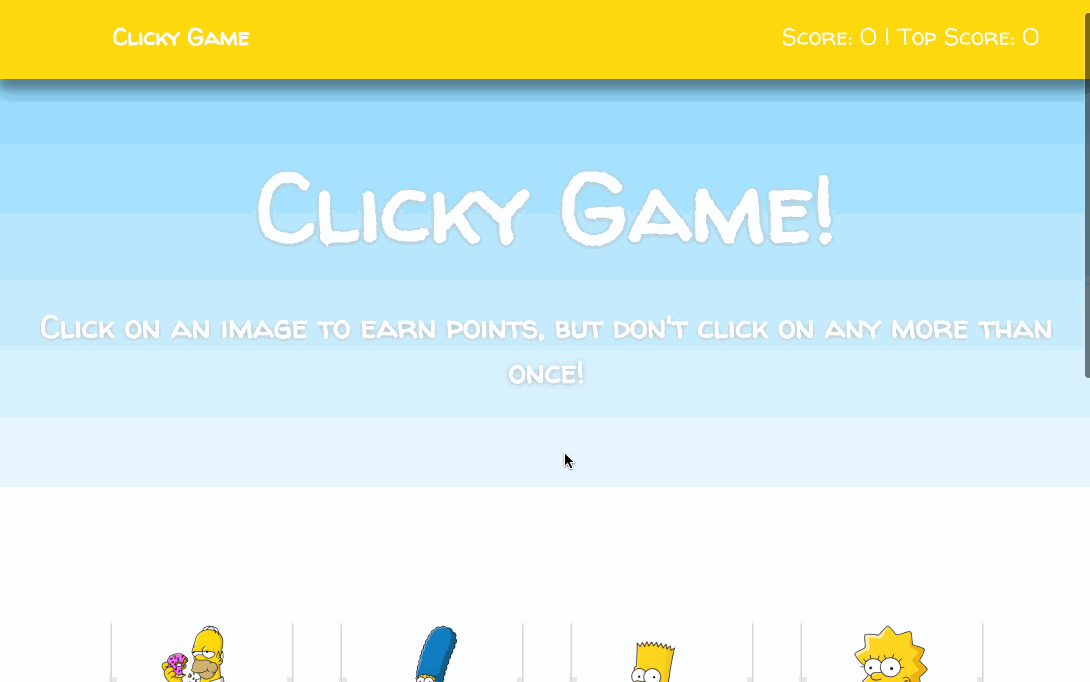 Clicky Game
Score: 0 | Top Score: 0
Clicky Game!
Click on an image to earn points, but don't click on any more than
once!